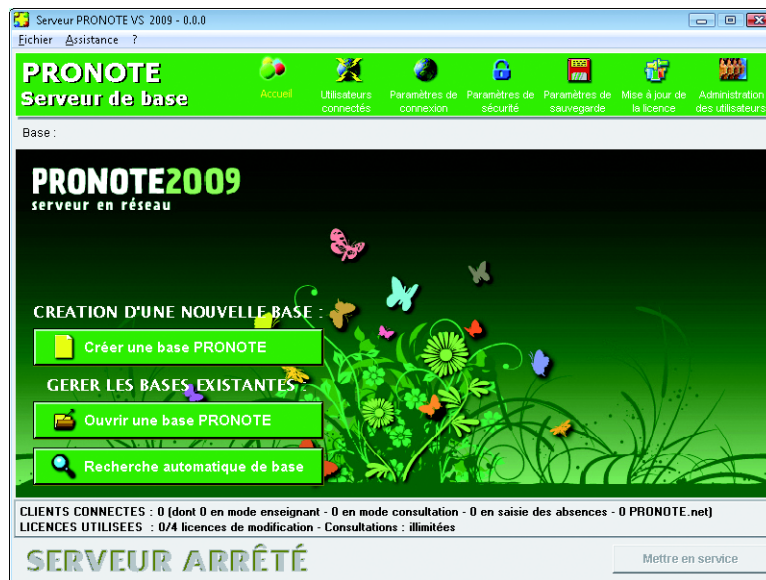 Serveur PRONOTE VS 2009 - 0.0.0
Fichier Assistance ?
PRONOTE
Serveur de base
Accueil
Utilisateurs connectés
Paramètres de connexion
Paramètres de sécurité
Paramètres de sauvegarde
Mise à jour de la licence
Administration des utilisateurs
Base :
PRONOTE2009
serveur en réseau
CREATION D'UNE NOUVELLE BASE :
Créer une base PRONOTE
GERER LES BASES EXISTANTES :
Ouvrir une base PRONOTE
Recherche automatique de base
CLIENTS CONNECTES : 0 (dont 0 en mode enseignant - 0 en mode consultation - 0 en saisie des absences - 0 PRONOTE.net)
LICENCES UTILISEES : 0/4 licences de modification - Consultations : illimitées
SERVEUR ARRÊTÉ
Mettre en service